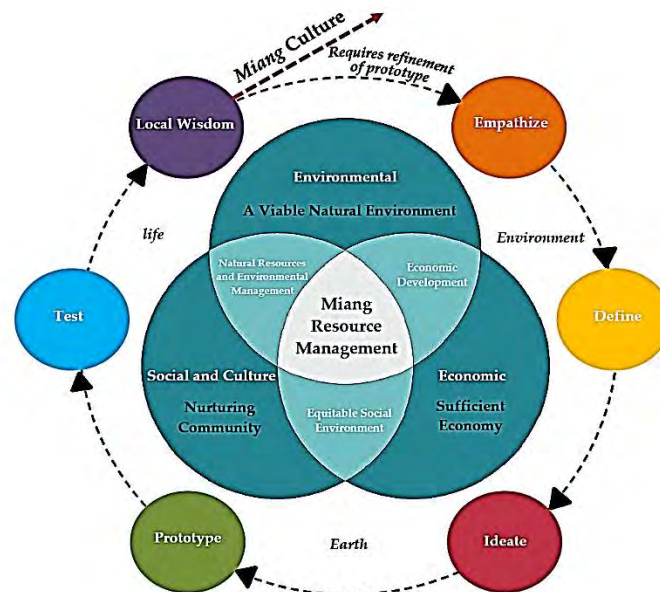 Miang Culture
Requires refinement
of prototype
Local Wisdom
Empathize
Environmental
A Viable Natural Environment
life
Environment
Natural Resources
and Environmental
Management
Economic
Development
Miang
Resource
Management
Test
Define
Social and Culture
Nurturing
Community
Economic
Sufficient
Economy
Equitable Social
Environment
Prototype
Earth
Ideate